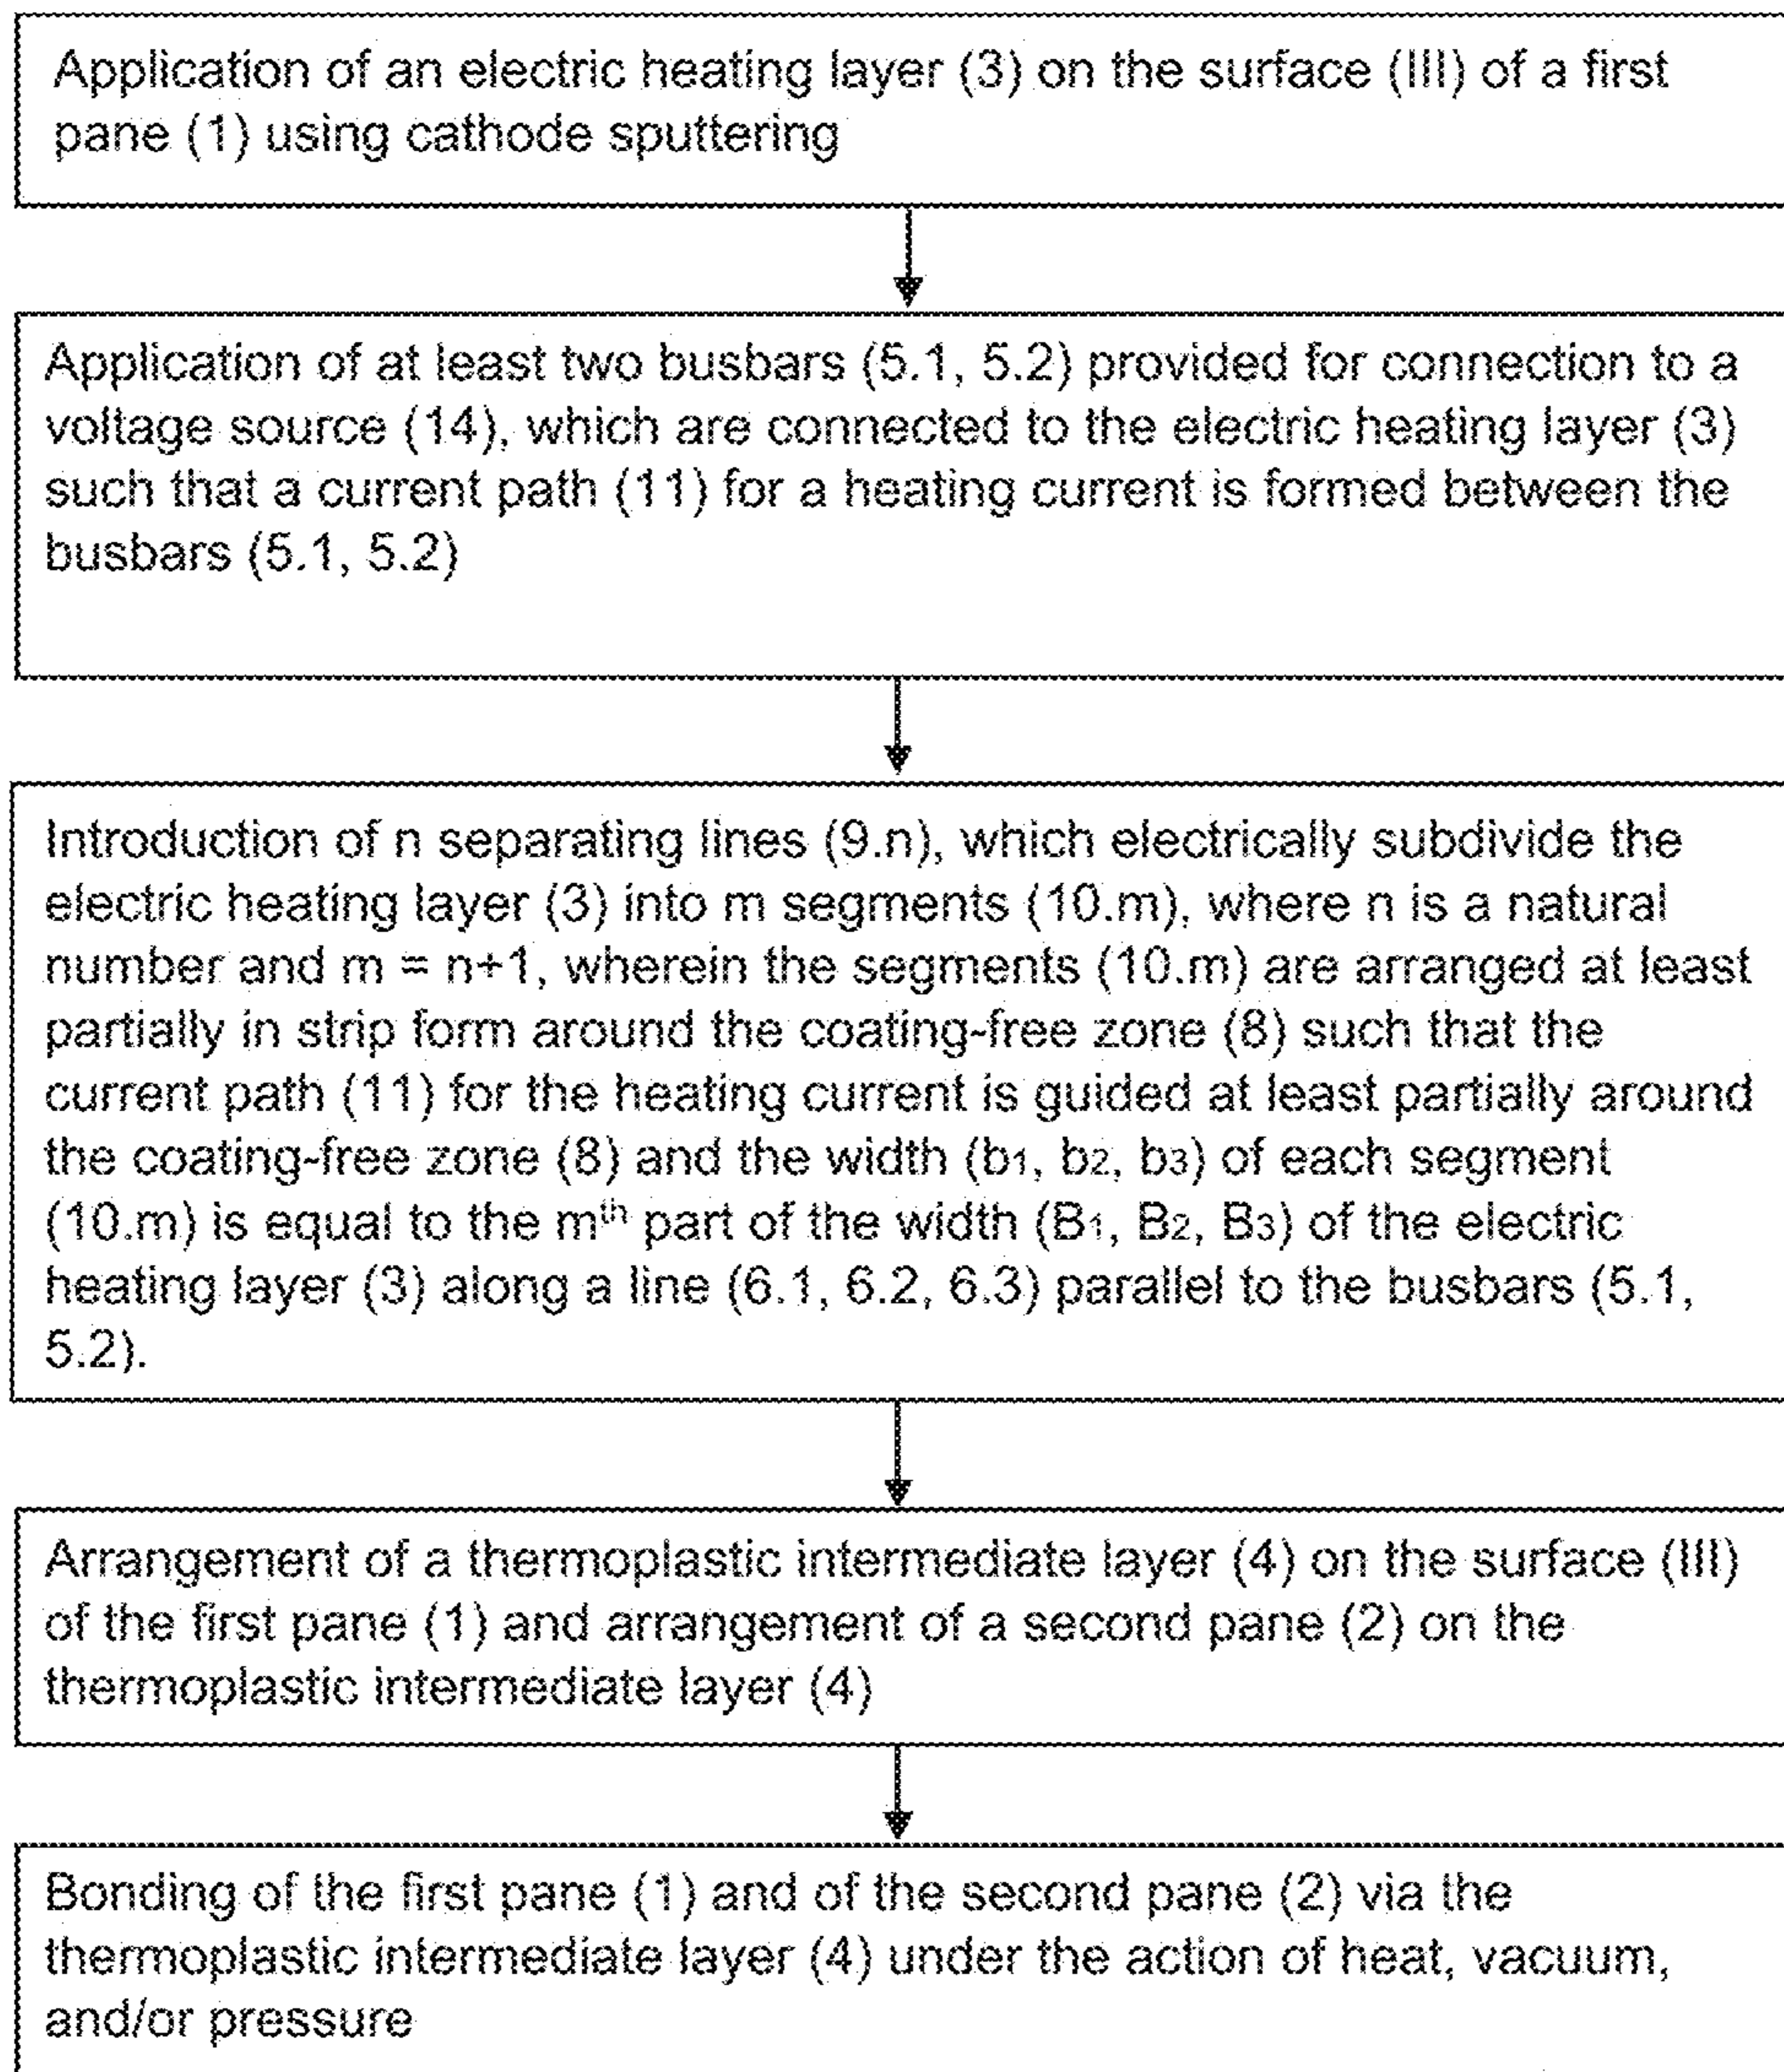 Application of an electric heating layer (3) on the surface (III) of a first
pane (1) using cathode sputtering
Application of at least two busbars (5.1, 5.2) provided for connection to a
voltage source (14), which are connected to the electric heating layer (3)
such that a current path (11) for a heating current is formed between the
busbars (5.1, 5.2)
Introduction of n separating lines (9.n), which electrically subdivide the
electric heating layer (3) into m segments (10.m), where n is a natural
number and m = n+1, wherein the segments (10.m) are arranged at least
partially in strip form around the coating-free zone (8) such that the
current path (11) for the heating current is guided at least partially around
the coating-free zone (8) and the width (b₁, b₂, b₃) of each segment
(10.m) is equal to the mᵗʰ part of the width (B₁, B₂, B₃) of the electric
heating layer (3) along a line (6.1, 6.2, 6.3) parallel to the busbars (5.1,
5.2).
Arrangement of a thermoplastic intermediate layer (4) on the surface (III)
of the first pane (1) and arrangement of a second pane (2) on the
thermoplastic intermediate layer (4)
Bonding of the first pane (1) and of the second pane (2) via the
thermoplastic intermediate layer (4) under the action of heat, vacuum,
and/or pressure